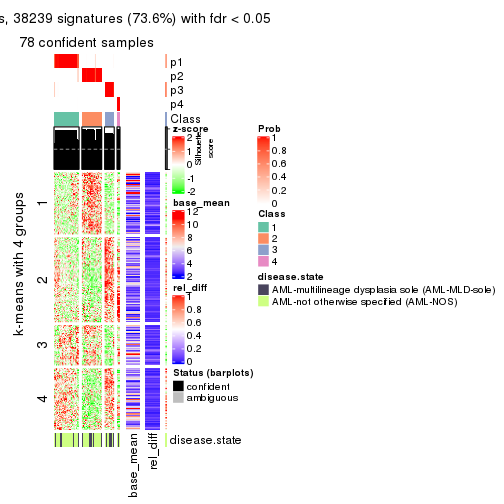 s, 38239 signatures (73.6%) with fdr < 0.05
78 confident samples
p1
p2
p3
p4
Class
z-score
2
1
0
-1
-2
Silhouette
score
base_mean
12
10
8
6
4
2
rel_diff
1
0.8
0.6
0.4
0.2
0
Status (barplots)
confident
ambiguous
Prob
1
0.8
0.6
0.4
0.2
0
Class
1
2
3
4
disease.state
AML-multilineage dysplasia sole (AML-MLD-sole)
AML-not otherwise specified (AML-NOS)
k-means with 4 groups
1
2
3
4
disease.state
base_mean
rel_diff